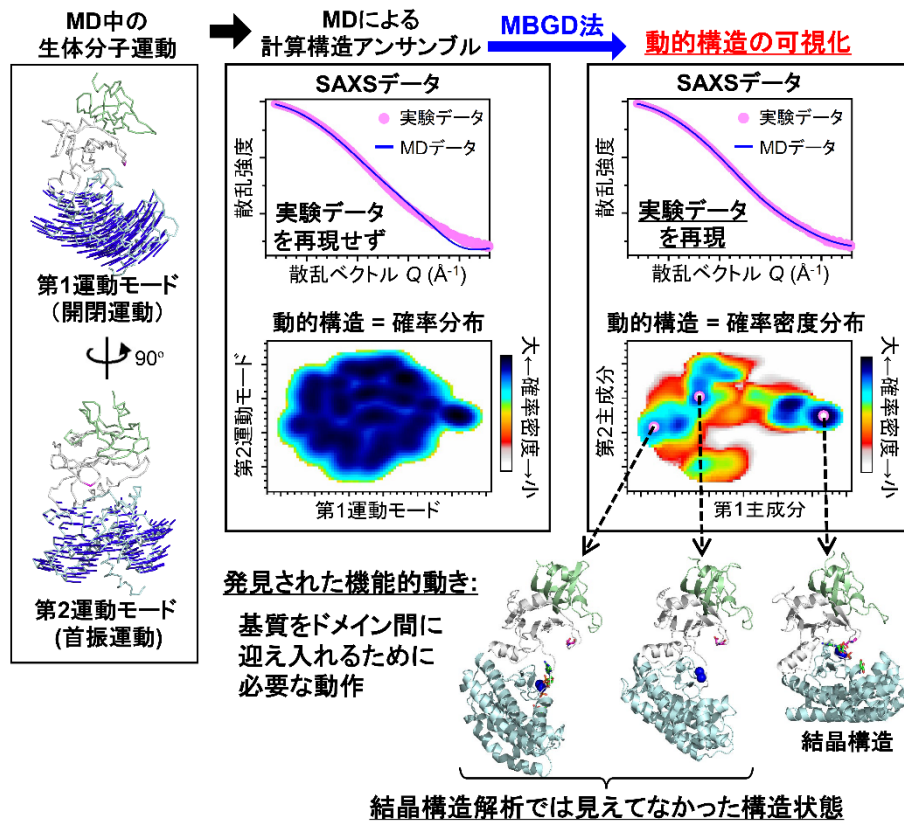 MD中の
生体分子運動
MDによる
計算構造アンサンブル
MBGD法
動的構造の可視化
第1運動モード
(開閉運動)
90°
第2運動モード
(首振運動)
SAXSデータ
実験データ
MDデータ
散乱強度
実験データ
を再現せず
散乱ベクトル Q (Å-1)
動的構造 = 確率分布
第2運動モード
第1運動モード
大←確率密度→小
SAXSデータ
実験データ
MDデータ
散乱強度
実験データ
を再現
散乱ベクトル Q (Å-1)
動的構造 = 確率密度分布
第2主成分
第1主成分
大←確率密度→小
発見された機能的動き:
基質をドメイン間に
迎え入れるために
必要な動作
結晶構造
結晶構造解析では見えてなかった構造状態